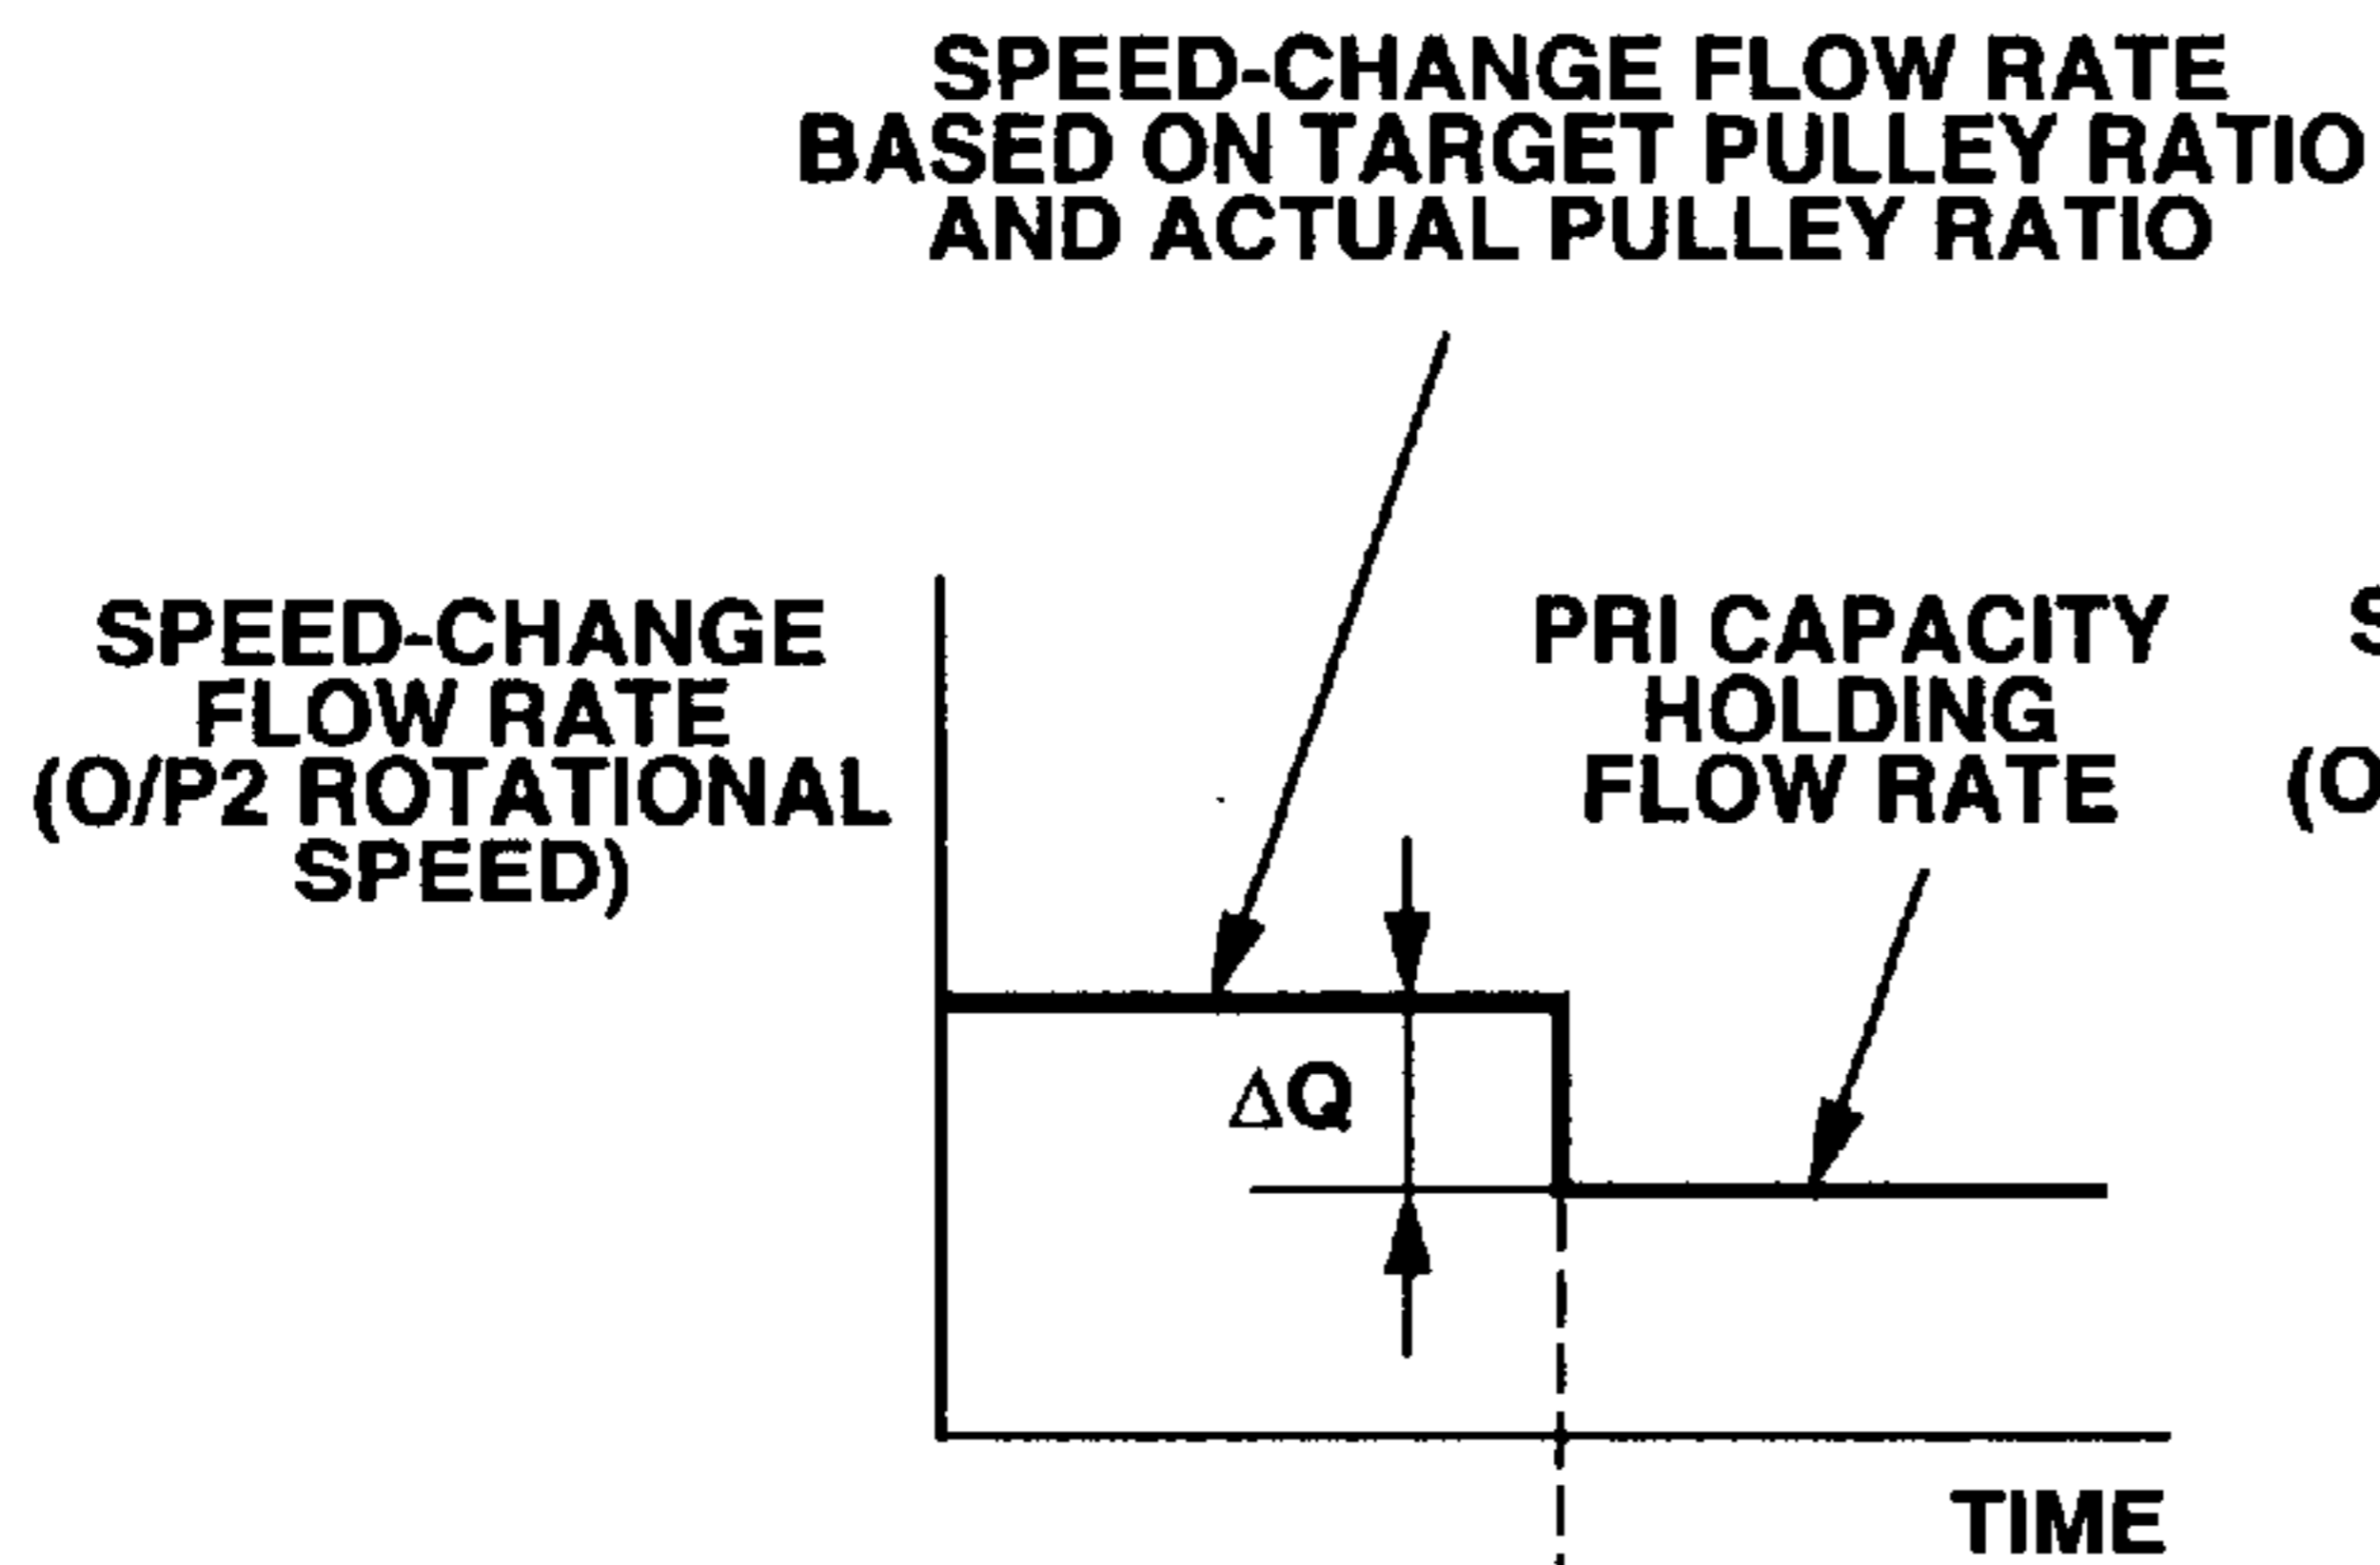 SPEED-CHANGE FLOW RATE
BASED ON TARGET PULLEY RATIO
AND ACTUAL PULLEY RATIO
SPEED-CHANGE
FLOW RATE
(O/P2 ROTATIONAL
SPEED)
PRI CAPACITY
HOLDING
FLOW RATE
S
(O
ΔQ
TIME